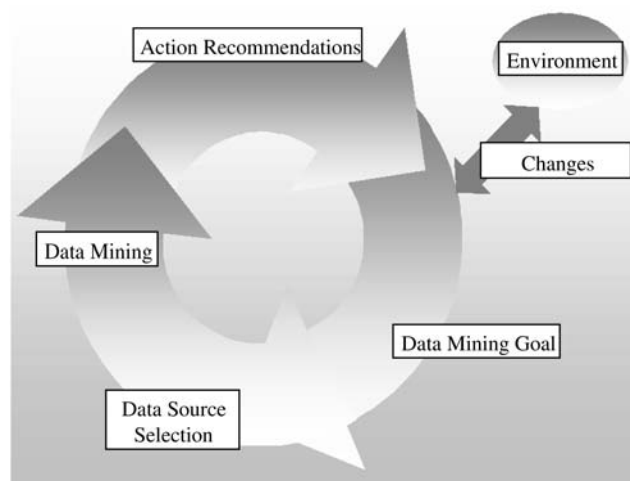 Action Recommendations
Environment
Changes
Data Mining
Data Mining Goal
Data Source
Selection